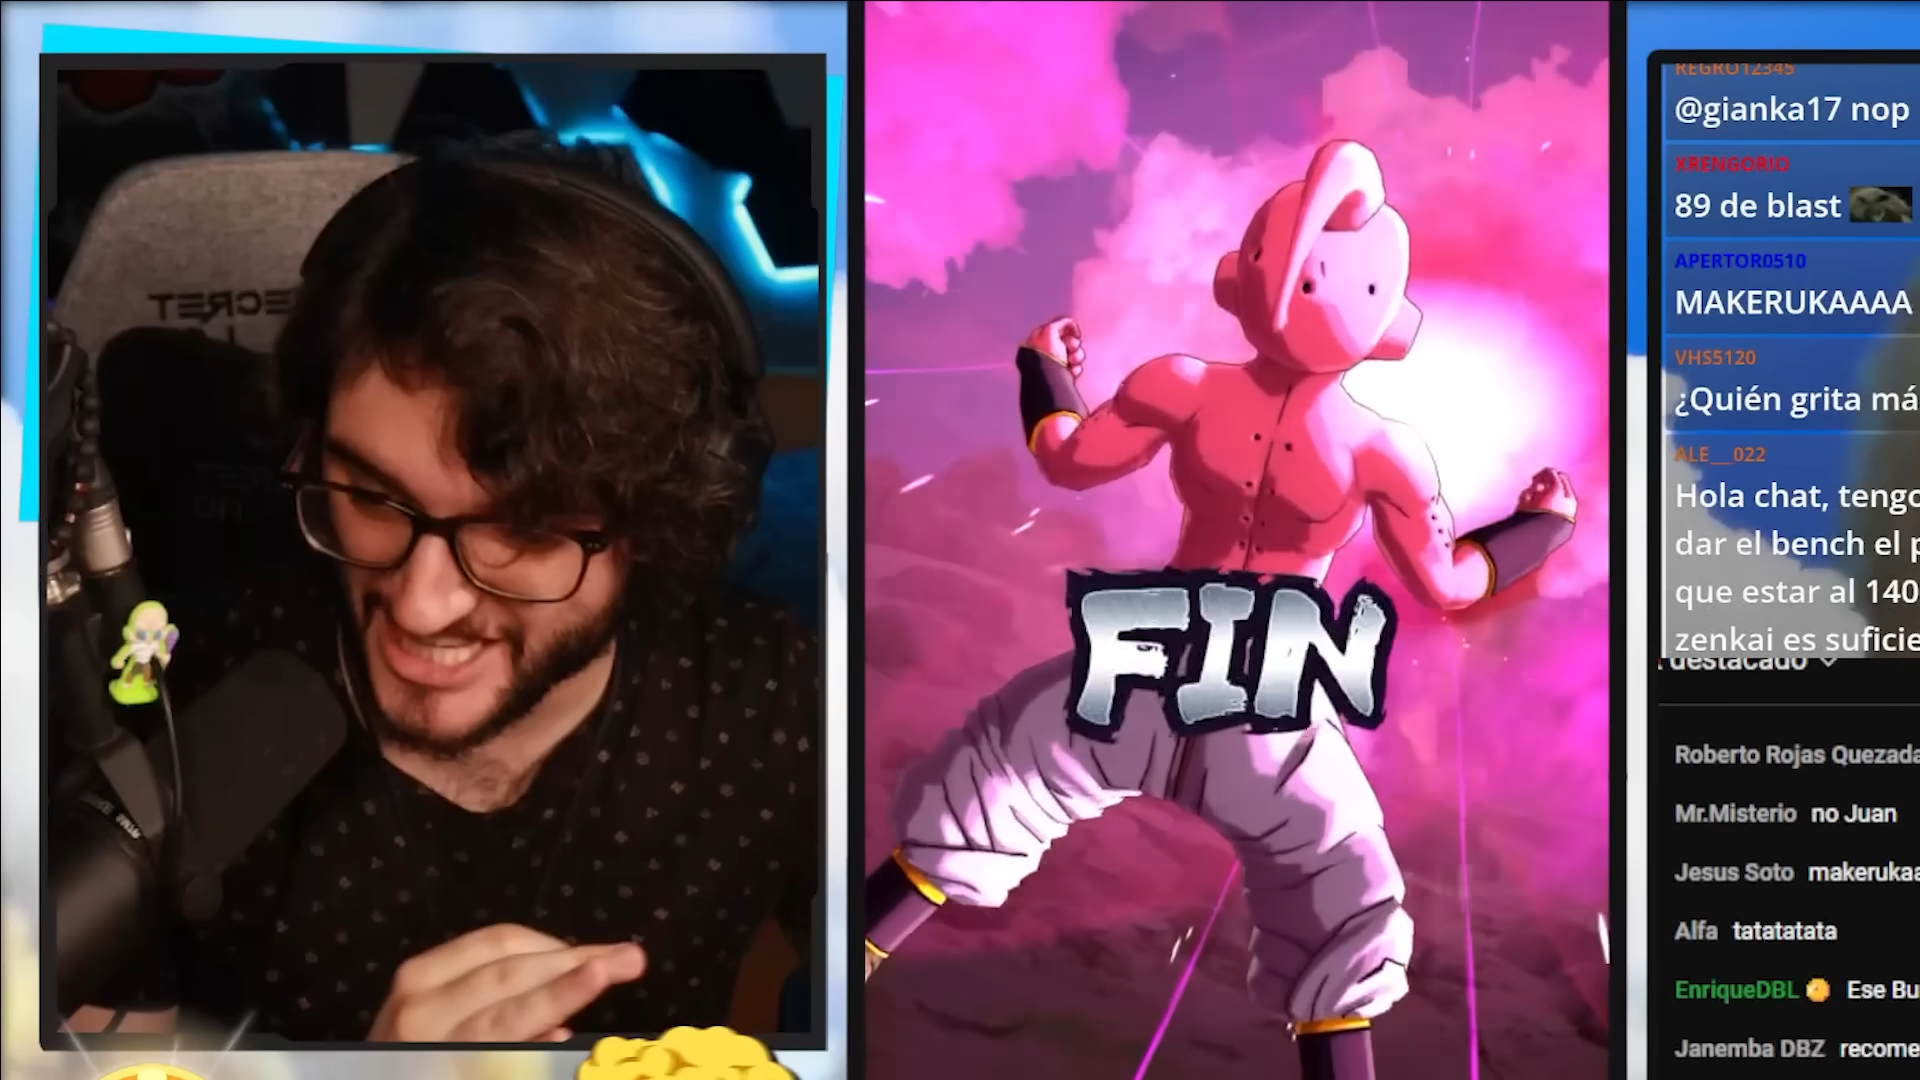 FIN
REGRO12345
@gianka17 nop
XRENGORIO
89 de blast
APERTOR0510
MAKERUKAAAA
VHS5120
¿Quién grita má
ALE__022
Hola chat, tengo
dar el bench el p
que estar al 140
zenkai es suficie
destacado
Roberto Rojas Quezada
Mr.Misterio no Juan
Jesus Soto makerukaa
Alfa tatatatata
EnriqueDBL Ese Bu
Janemba DBZ recome